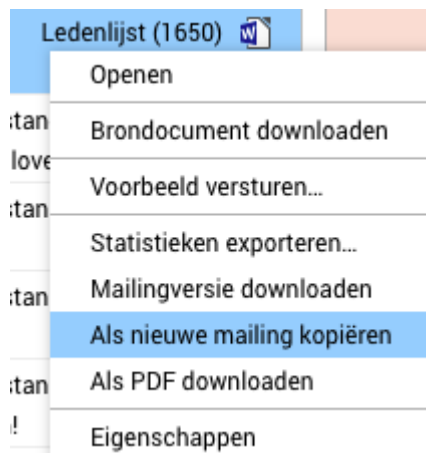 Ledenlijst (1650)
Openen
Brondocument downloaden
Voorbeeld versturen…
Statistieken exporteren…
Mailingversie downloaden
Als nieuwe mailing kopiëren
Als PDF downloaden
Eigenschappen